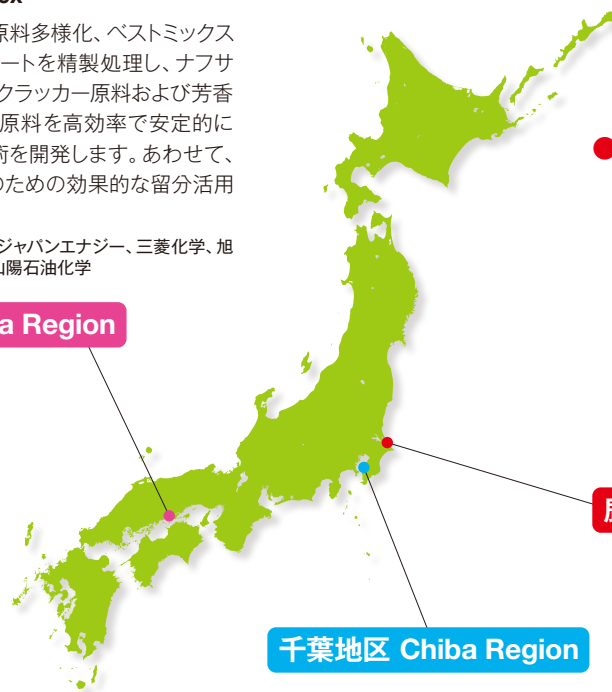 原料多様化、ベストミックス
ートを精製処理し、ナフサ
クラッカー原料および芳香
原料を高効率で安定的に
術を開発します。あわせて、
のための効果的な留分活用
ジャパンエナジー、三菱化学、旭
山陽石油化学
a Region
千葉地区 Chiba Region